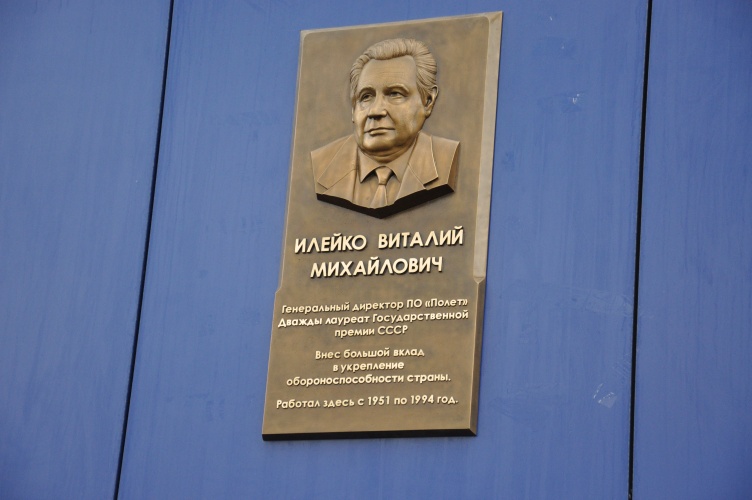 ИЛЕЙКО ВИТАЛИЙ
МИХАЙЛОВИЧ
Генеральный директор ПО «Полет»
Дважды лауреат Государственной
премии СССР
Внес большой вклад
в укрепление
обороноспособности страны.
Работал здесь с 1951 по 1994 год.